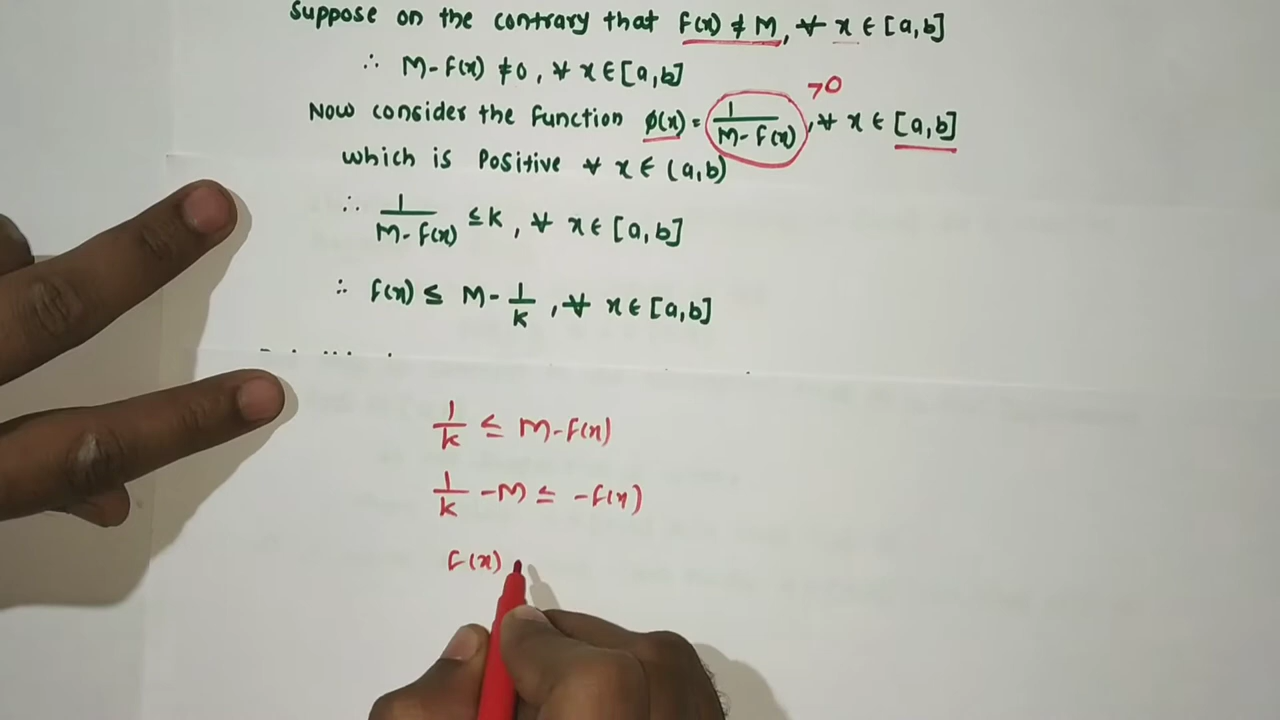 Suppose on the contrary that f(x) ≠ M, ∀ x ∈ [a,b]
∴ M - f(x) ≠ 0, ∀ x ∈ [a,b]
>0
Now consider the function φ(x) = 1/(M - f(x)), ∀ x ∈ [a,b]
which is positive ∀ x ∈ (a,b)
∴ 1/(M - f(x)) ≤ k, ∀ x ∈ [a,b]
∴ f(x) ≤ M - 1/k, ∀ x ∈ [a,b]
1/k ≤ M - f(x)
1/k - M ≤ - f(x)
f(x)